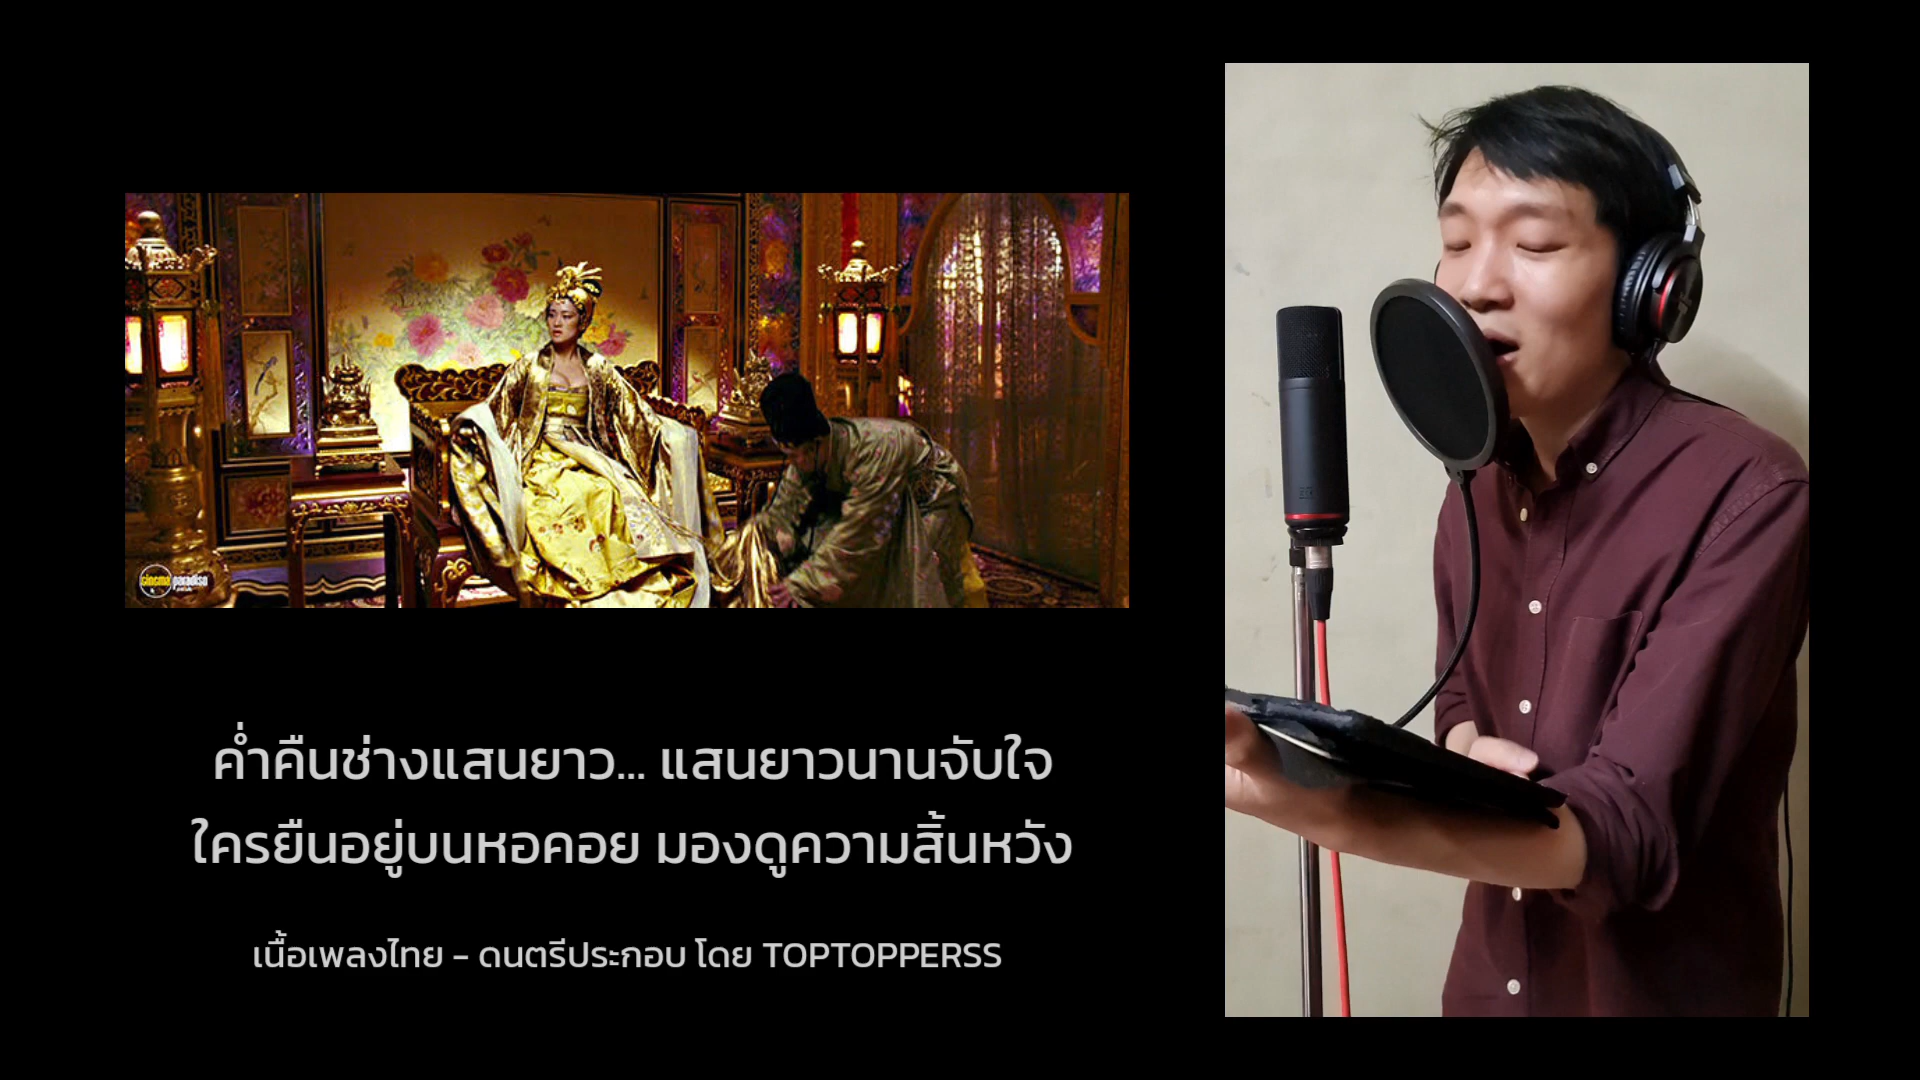 cinema paradiso
ค่ำคืนช่างแสนยาว... แสนยาวนานจับใจ
ใครยืนอยู่บนหอคอย มองดูความสิ้นหวัง
เนื้อเพลงไทย - ดนตรีประกอบ โดย TOPTOPPERSS